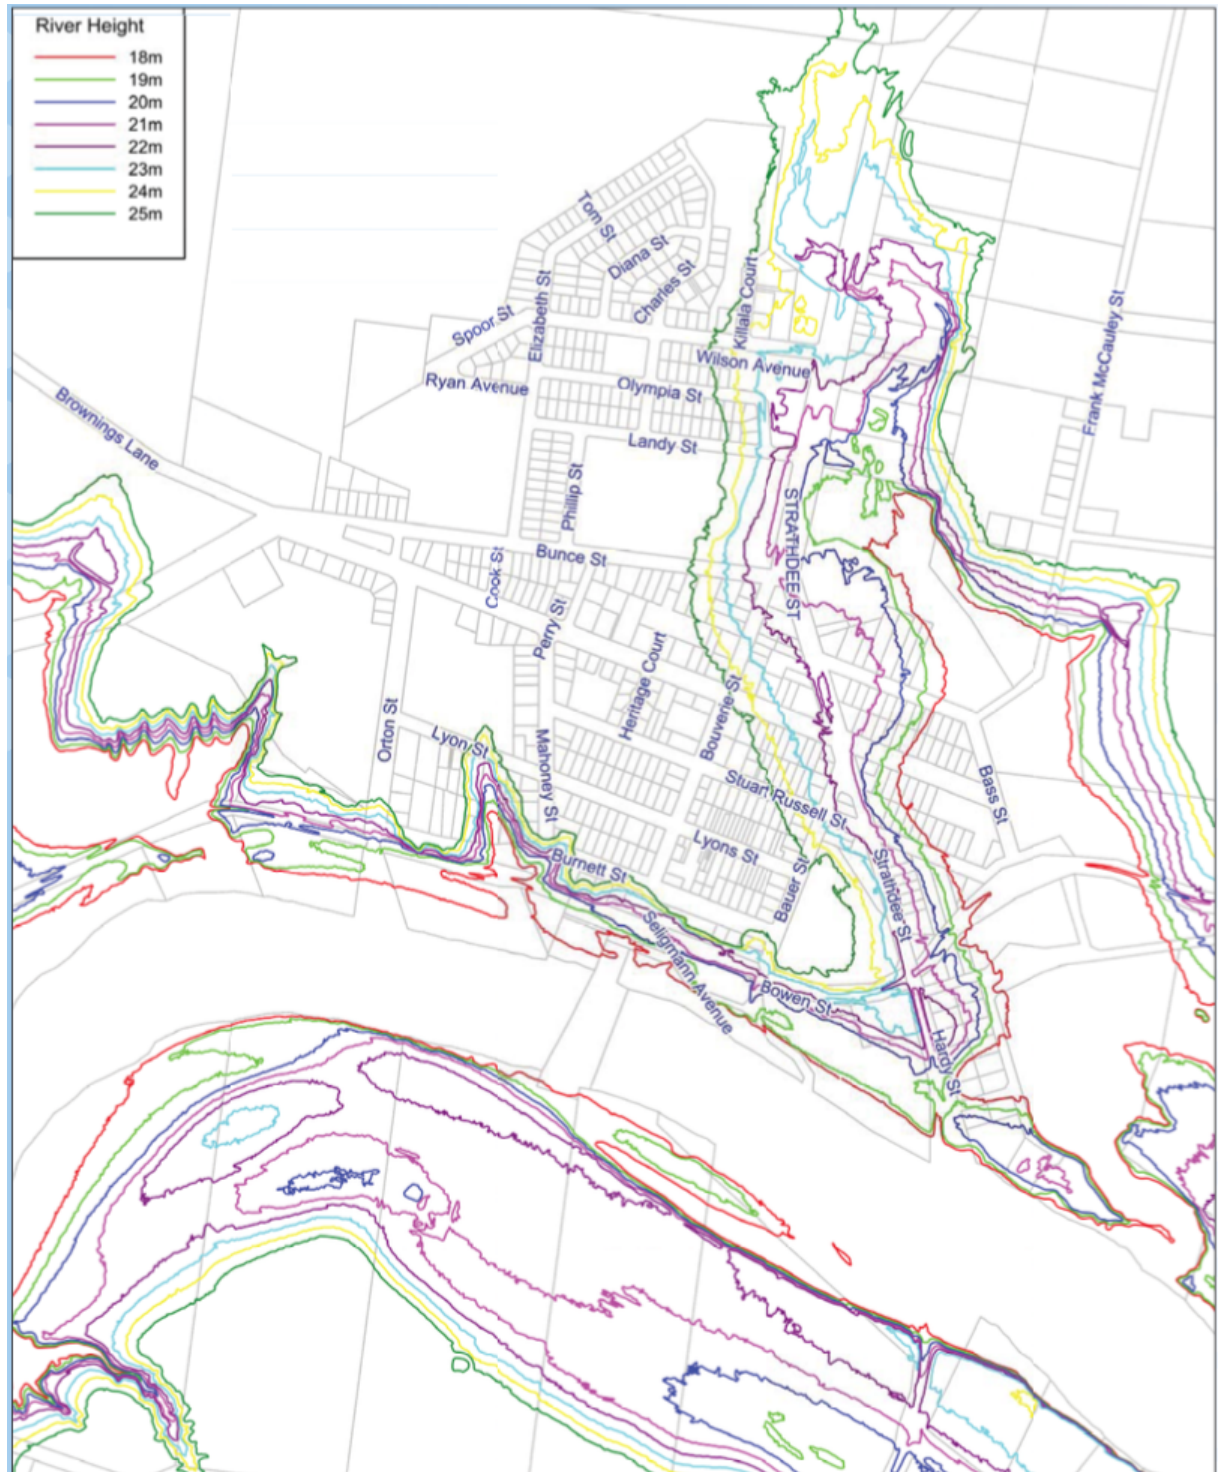 River Height
18m
19m
20m
21m
22m
23m
24m
25m
Tom St
Diana St
Charles St
Elizabeth St
Spoor St
Killala Court
Wilson Avenue
Ryan Avenue
Olympia St
Frank McCauley St
Brownings Lane
Landy St
Phillip St
STRATHDEE ST
Bunce St
Cook St
Perry St
Heritage Court
Bouverie St
Orton St
Lyon St
Mahoney St
Stuart Russell St
Bass St
Lyons St
Burnett St
Bauer St
Strathdee St
Seligmann Avenue
Bowen St
Hardy St